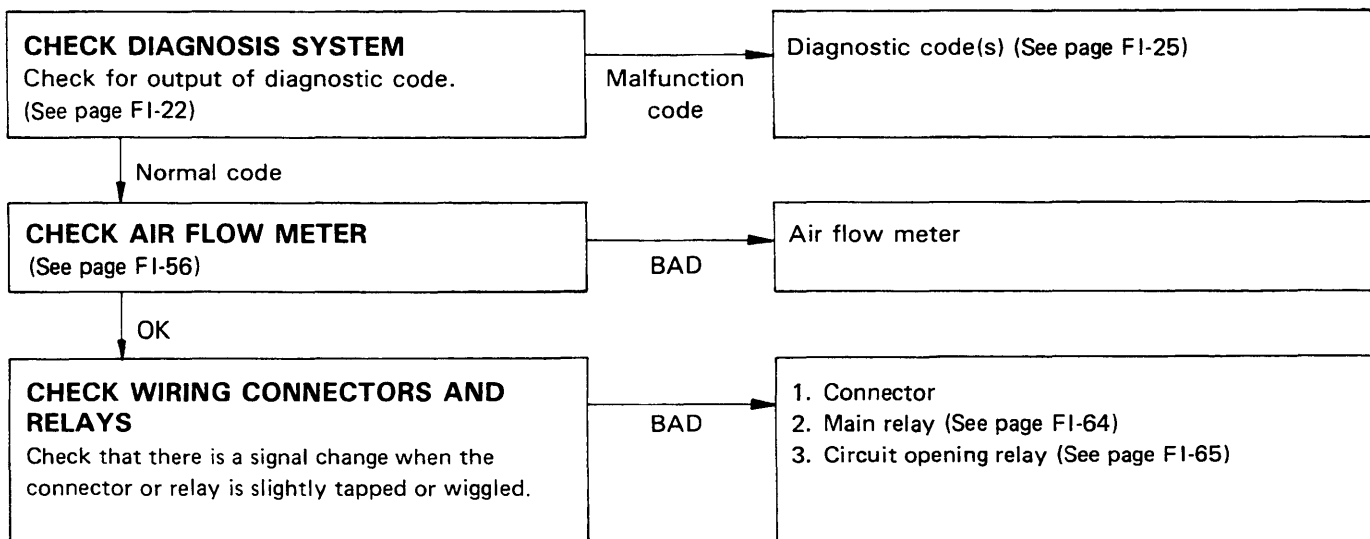 CHECK DIAGNOSIS SYSTEM
Check for output of diagnostic code.
(See page FI-22)
Malfunction
code
Diagnostic code(s) (See page FI-25)
Normal code
CHECK AIR FLOW METER
(See page FI-56)
BAD
Air flow meter
OK
CHECK WIRING CONNECTORS AND
RELAYS
Check that there is a signal change when the
connector or relay is slightly tapped or wiggled.
BAD
1. Connector
2. Main relay (See page FI-64)
3. Circuit opening relay (See page FI-65)